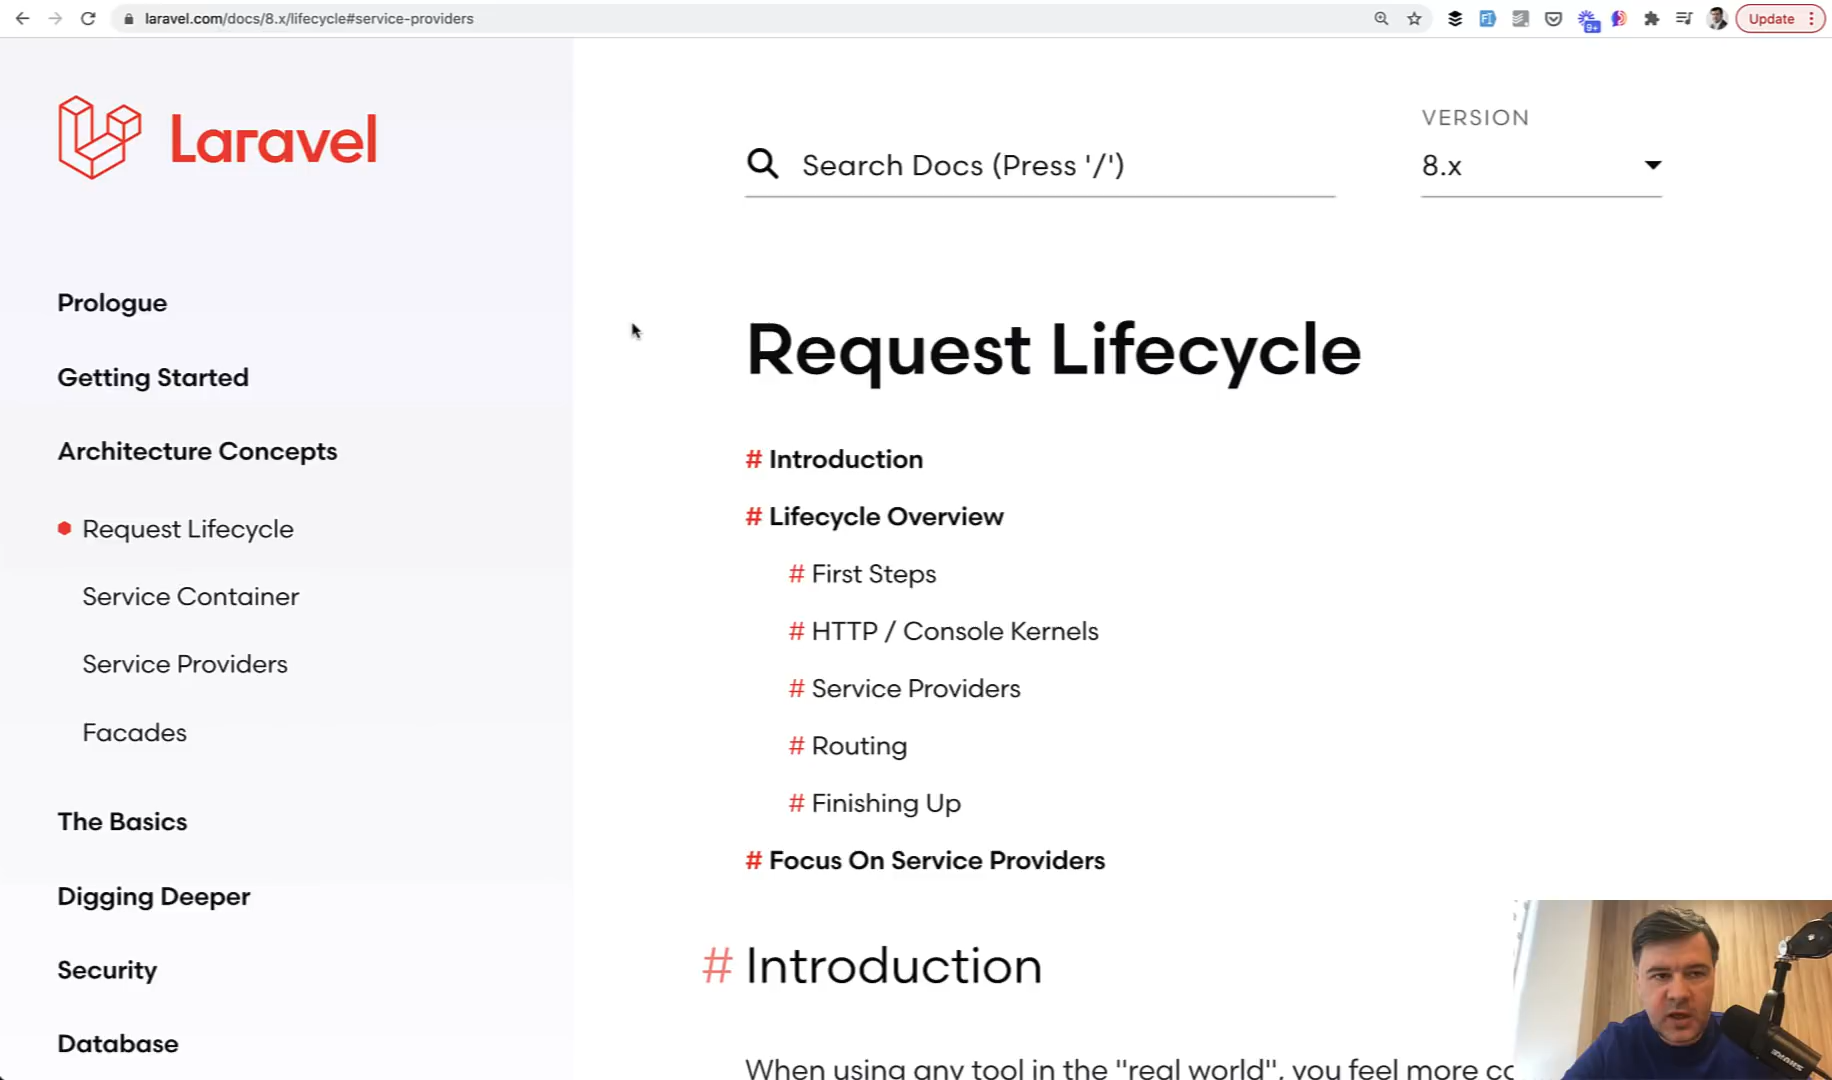 laravel.com/docs/8.x/lifecycle#service-providers
9+
Update
Laravel
Search Docs (Press '/')
VERSION
8.x
Prologue
Getting Started
Architecture Concepts
Request Lifecycle
Service Container
Service Providers
Facades
The Basics
Digging Deeper
Security
Database
Request Lifecycle
# Introduction
# Lifecycle Overview
# First Steps
# HTTP / Console Kernels
# Service Providers
# Routing
# Finishing Up
# Focus On Service Providers
# Introduction
When using any tool in the "real world", you feel more